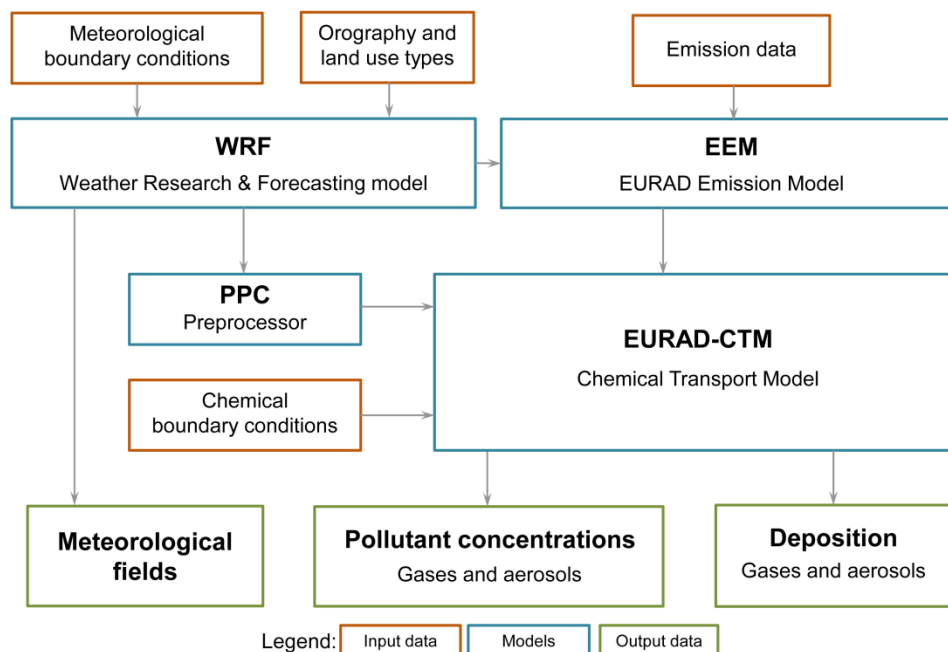 Meteorological
boundary conditions
Orography and
land use types
Emission data
WRF
Weather Research & Forecasting model
EEM
EURAD Emission Model
PPC
Preprocessor
EURAD-CTM
Chemical Transport Model
Chemical
boundary conditions
Meteorological
fields
Pollutant concentrations
Gases and aerosols
Deposition
Gases and aerosols
Legend:
Input data
Models
Output data